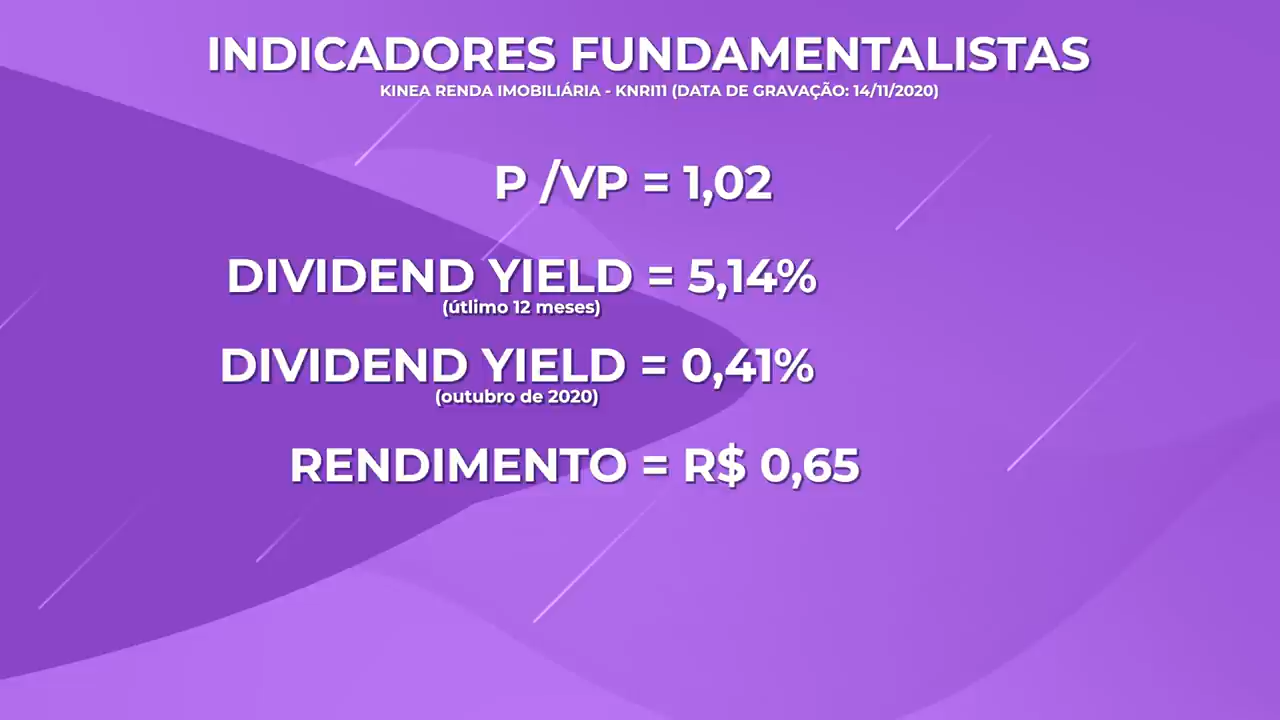 INDICADORES FUNDAMENTALISTAS
KINEA RENDA IMOBILIÁRIA - KNRI11 (DATA DE GRAVAÇÃO: 14/11/2020)
P /VP = 1,02
DIVIDEND YIELD = 5,14%
(útlimo 12 meses)
DIVIDEND YIELD = 0,41%
(outubro de 2020)
RENDIMENTO = R$ 0,65